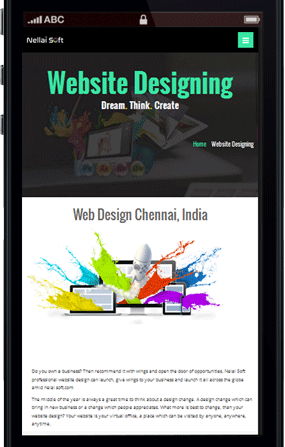 ABC
Nellai Soft
Website Designing
Dream. Think. Create
Home Website Designing
Web Design Chennai, India
Do you own a business? Then recommend it with wings and open the door of opportunities. Nellai Soft
professional website design can launch, give wings to your business and launch it all across the globe
amid nellai soft.com
The middle of the year is always a great time to think about a design change. A design change which can
bring in new business or a change which people appreciates. What more is best to change, than your
website design? Your website is your virtual office, a place which can be visited by anyone, anywhere,
anytime.